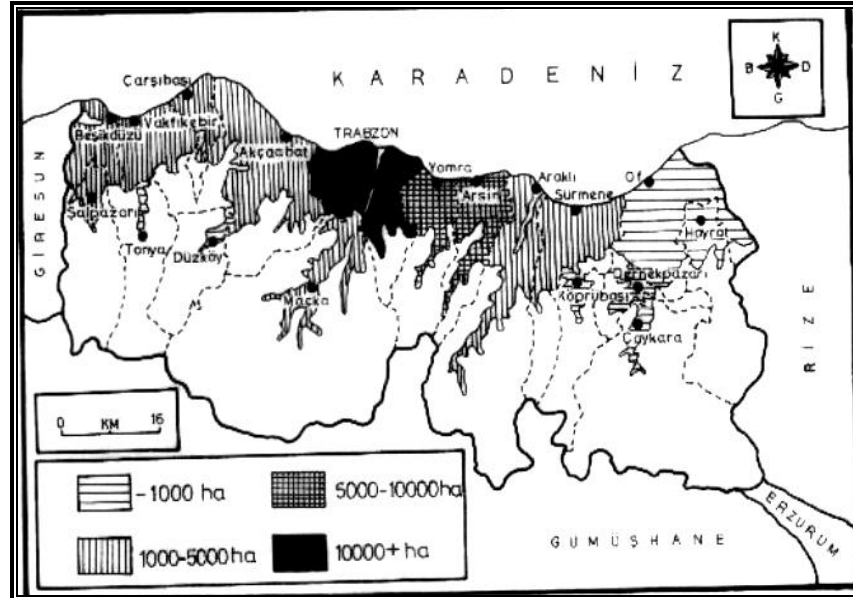 K
B D
G
KARADENİZ
Çarşıbaşı
Beşikdüzü
Vakfıkebir
Akçaabat
TRABZON
Yomra
Arsin
Araklı
Sürmene
Of
Hayrat
GİRESUN
Şalpazarı
Tonya
Düzköy
Maçka
Dernekpazarı
Köprübaşı
Çaykara
RİZE
0 KM 16
-1000 ha
5000-10000ha
1000-5000ha
10000+ ha
GÜMÜŞHANE
ERZURUM